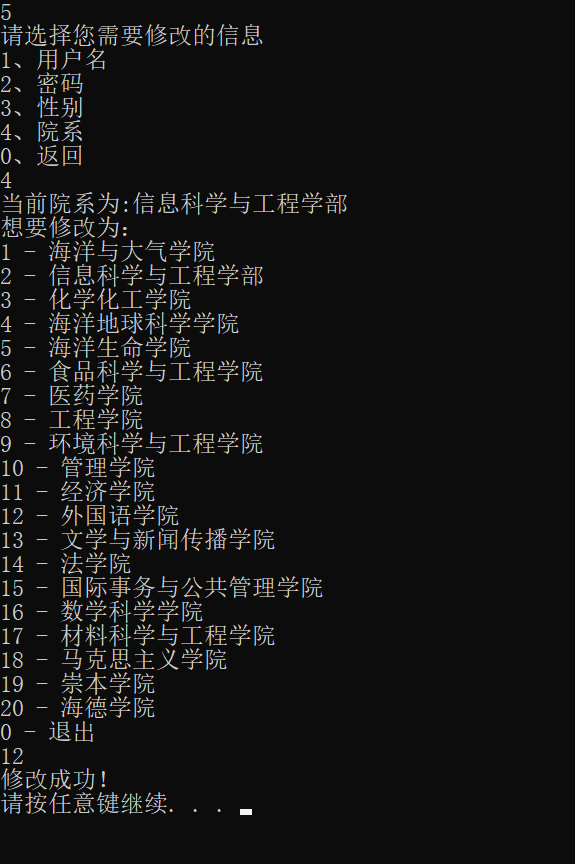 5
请选择您需要修改的信息
1、用户名
2、密码
3、性别
4、院系
0、返回
4
当前院系为:信息科学与工程学部
想要修改为:
1 - 海洋与大气学院
2 - 信息科学与工程学部
3 - 化学化工学院
4 - 海洋地球科学学院
5 - 海洋生命学院
6 - 食品科学与工程学院
7 - 医药学院
8 - 工程学院
9 - 环境科学与工程学院
10 - 管理学院
11 - 经济学院
12 - 外国语学院
13 - 文学与新闻传播学院
14 - 法学院
15 - 国际事务与公共管理学院
16 - 数学科学学院
17 - 材料科学与工程学院
18 - 马克思主义学院
19 - 崇本学院
20 - 海德学院
0 - 退出
12
修改成功!
请按任意键继续. . .